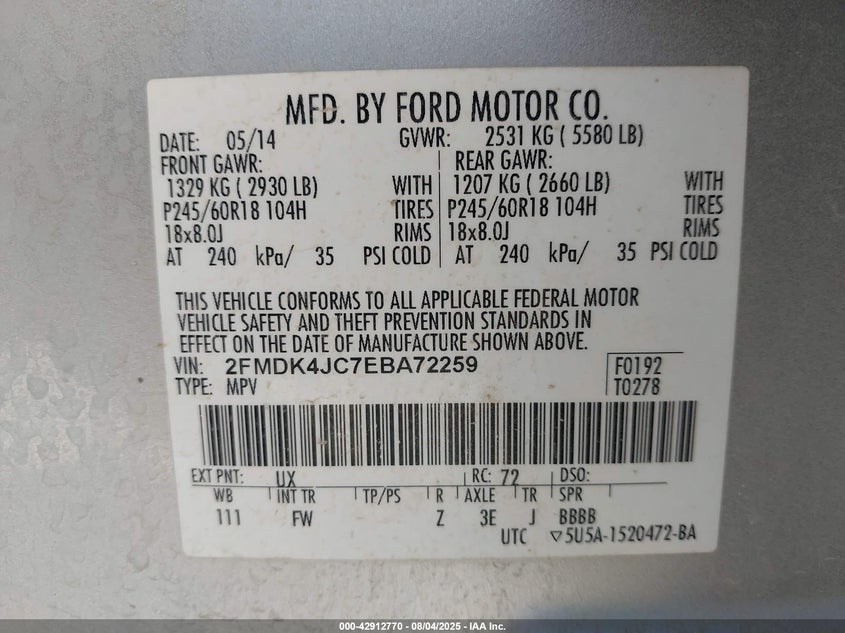 MFD. BY FORD MOTOR CO.
DATE: 05/14 GVWR: 2531 KG ( 5580 LB)
FRONT GAWR: REAR GAWR:
1329 KG ( 2930 LB) WITH 1207 KG ( 2660 LB) WITH
P245/60R18 104H TIRES P245/60R18 104H TIRES
18x8.0J RIMS 18x8.0J RIMS
AT 240 kPa/ 35 PSI COLD AT 240 kPa/ 35 PSI COLD
THIS VEHICLE CONFORMS TO ALL APPLICABLE FEDERAL MOTOR
VEHICLE SAFETY AND THEFT PREVENTION STANDARDS IN
EFFECT ON THE DATE OF MANUFACTURE SHOWN ABOVE.
VIN: 2FMDK4JC7EBA72259 F0192
TYPE: MPV T0278
EXT PNT: UX RC: 72 DSO:
WB INT TR TP/PS R AXLE TR SPR
111 FW Z 3E J BBBB
UTC ▽5U5A-1520472-BA
000-42912770 - 08/04/2025 - IAA Inc.